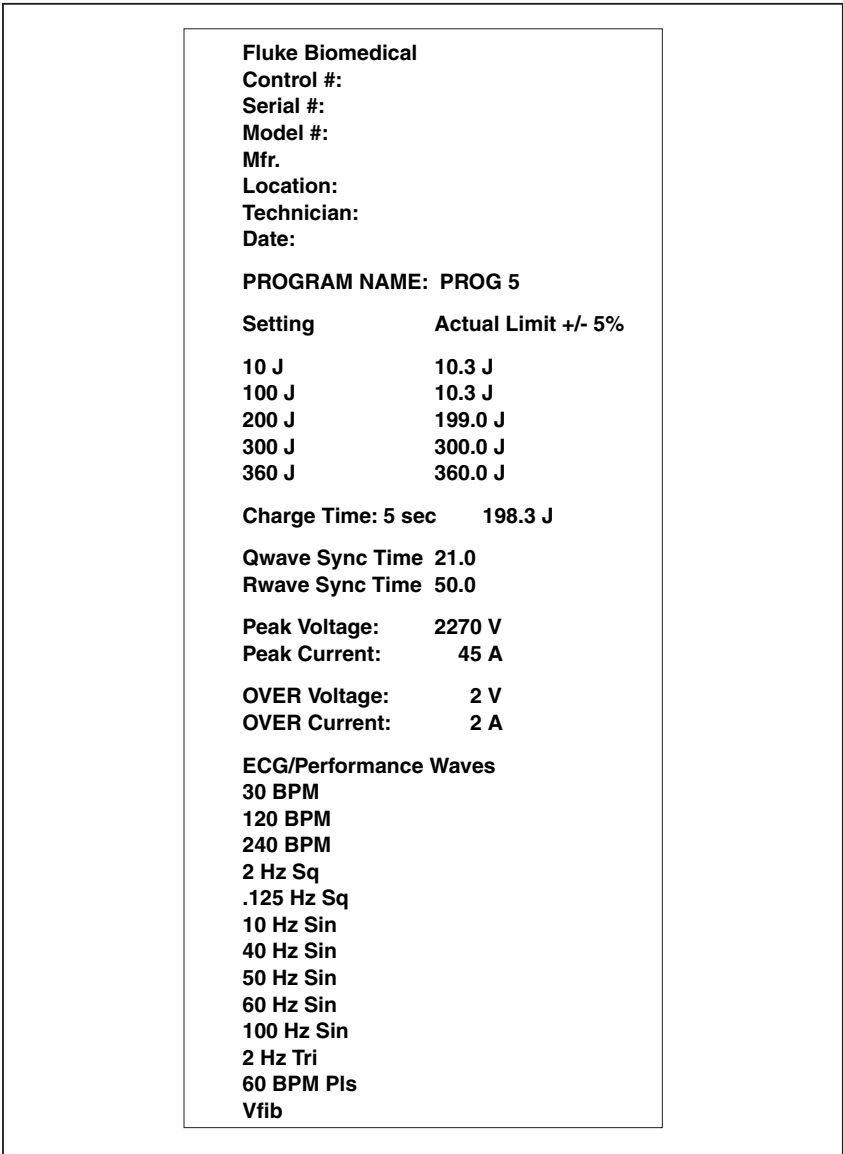 Fluke Biomedical
Control #:
Serial #:
Model #:
Mfr.
Location:
Technician:
Date:
PROGRAM NAME: PROG 5
Setting Actual Limit +/- 5%
10 J 10.3 J
100 J 10.3 J
200 J 199.0 J
300 J 300.0 J
360 J 360.0 J
Charge Time: 5 sec 198.3 J
Qwave Sync Time 21.0
Rwave Sync Time 50.0
Peak Voltage: 2270 V
Peak Current: 45 A
OVER Voltage: 2 V
OVER Current: 2 A
ECG/Performance Waves
30 BPM
120 BPM
240 BPM
2 Hz Sq
.125 Hz Sq
10 Hz Sin
40 Hz Sin
50 Hz Sin
60 Hz Sin
100 Hz Sin
2 Hz Tri
60 BPM Pls
Vfib